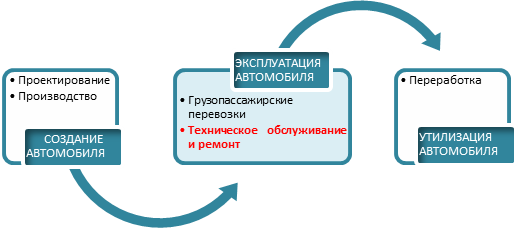 • Проектирование
• Производство
СОЗДАНИЕ
АВТОМОБИЛЯ
ЭКСПЛУАТАЦИЯ
АВТОМОБИЛЯ
• Грузопассажирские
перевозки
• Техническое обслуживание
и ремонт
• Переработка
УТИЛИЗАЦИЯ
АВТОМОБИЛЯ